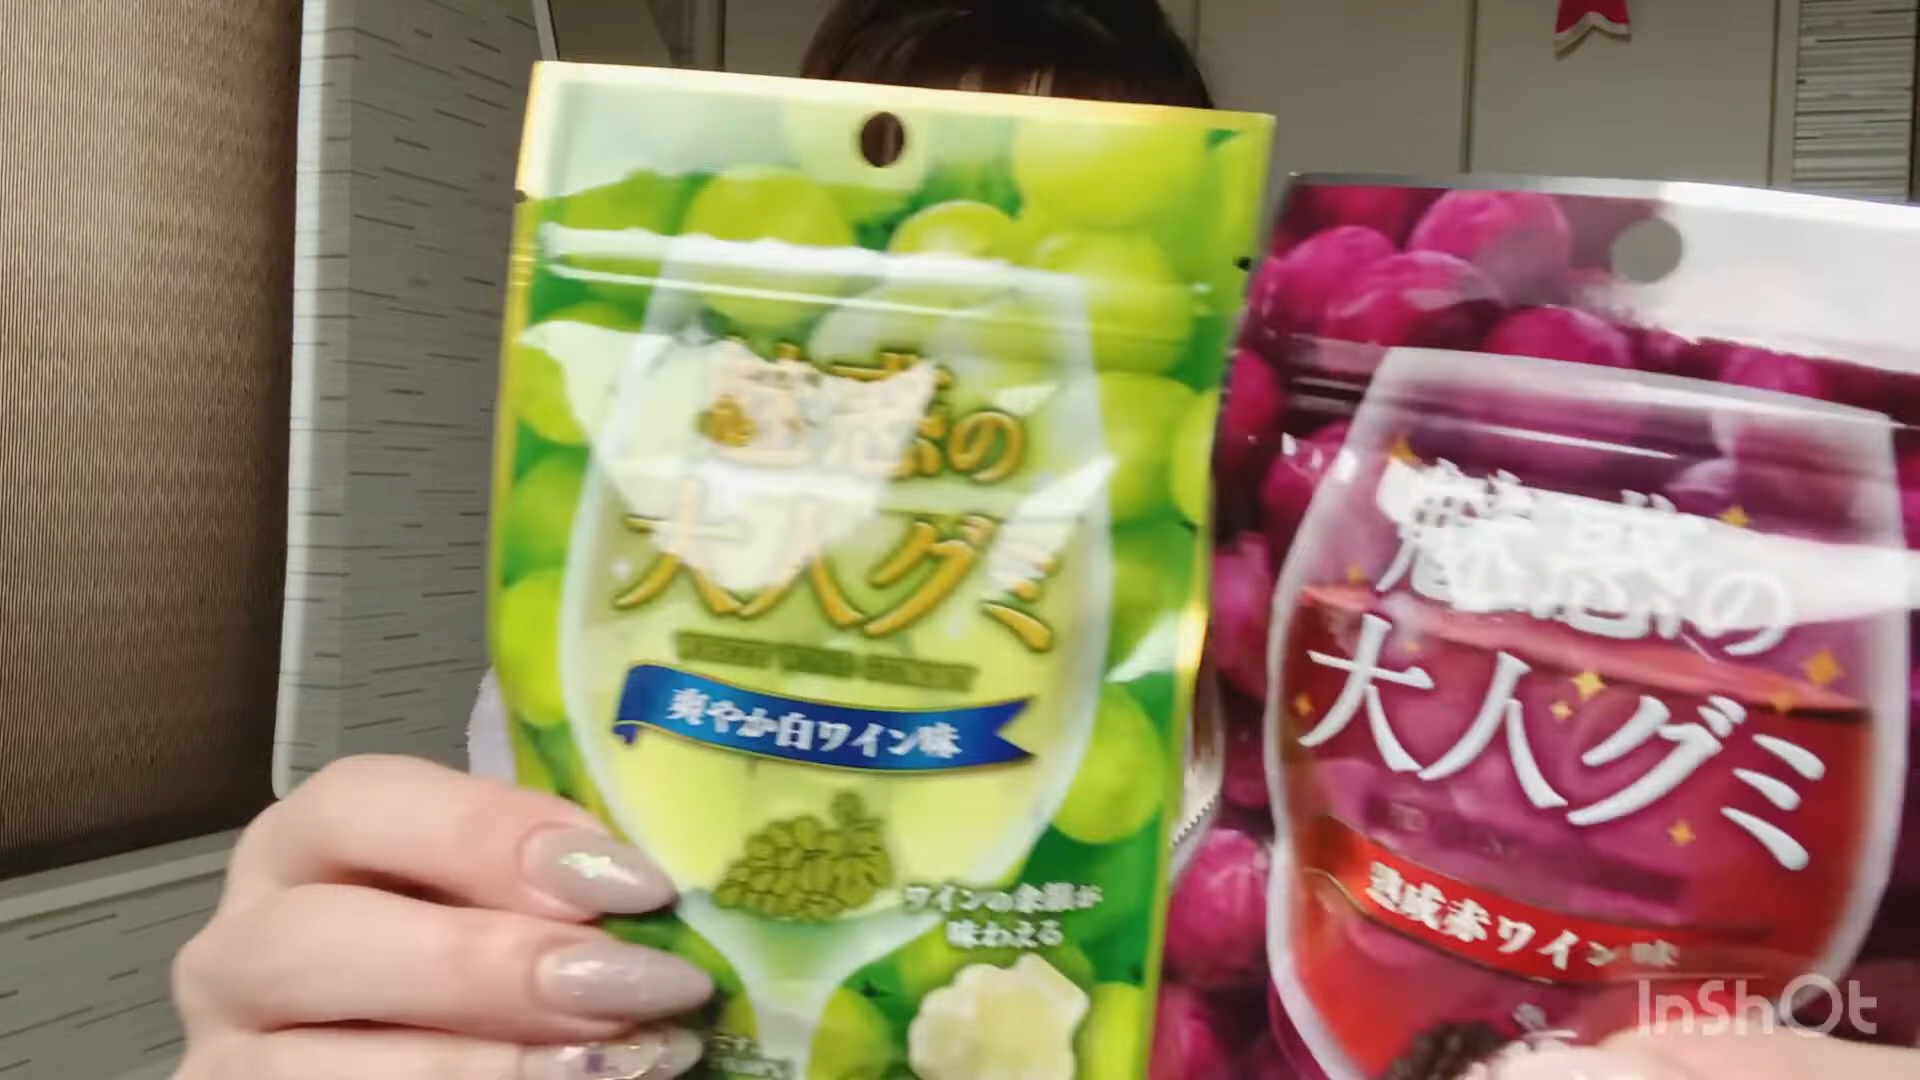 魅惑の
大人グミ
爽やか白ワイン味
ワインの余韻が
味わえる
魅惑の
大人グミ
熟成赤ワイン味
InShOt